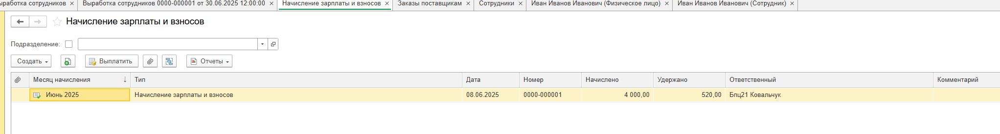 выработка сотрудников × Выработка сотрудников 0000-000001 от 30.06.2025 12:00:00 × Начисление зарплаты и взносов × Заказы поставщикам × Сотрудники × Иван Иванов Иванович (Физическое лицо) × Иван Иванов Иванович (Сотрудник) ×
Начисление зарплаты и взносов
Подразделение:
Создать Выплатить Отчеты
Месяц начисления ↓ Тип Дата Номер Начислено Удержано Ответственный Комментарий
Июнь 2025 Начисление зарплаты и взносов 08.06.2025 0000-000001 4 000,00 520,00 Бпц21 Ковальчук